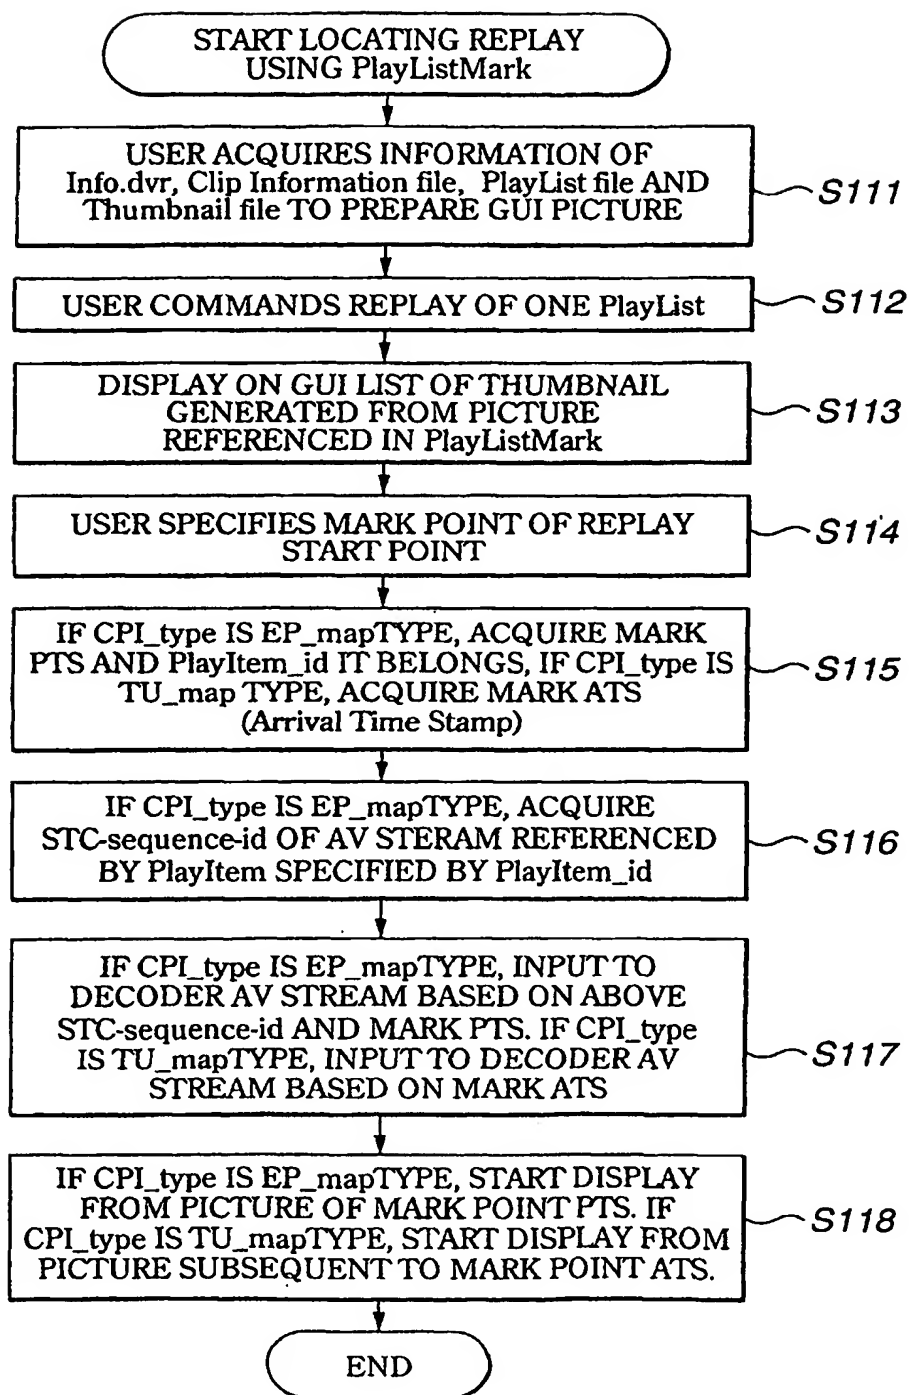 START LOCATING REPLAY
USING PlayListMark
USER ACQUIRES INFORMATION OF
Info.dvr, Clip Information file, PlayList file AND
Thumbnail file TO PREPARE GUI PICTURE
S111
USER COMMANDS REPLAY OF ONE PlayList
S112
DISPLAY ON GUI LIST OF THUMBNAIL
GENERATED FROM PICTURE
REFERENCED IN PlayListMark
S113
USER SPECIFIES MARK POINT OF REPLAY
START POINT
S114
IF CPI_type IS EP_mapTYPE, ACQUIRE MARK
PTS AND PlayItem_id IT BELONGS, IF CPI_type IS
TU_map TYPE, ACQUIRE MARK ATS
(Arrival Time Stamp)
S115
IF CPI_type IS EP_mapTYPE, ACQUIRE
STC-sequence-id OF AV STERAM REFERENCED
BY PlayItem SPECIFIED BY PlayItem_id
S116
IF CPI_type IS EP_mapTYPE, INPUT TO
DECODER AV STREAM BASED ON ABOVE
STC-sequence-id AND MARK PTS. IF CPI_type
IS TU_mapTYPE, INPUT TO DECODER AV
STREAM BASED ON MARK ATS
S117
IF CPI_type IS EP_mapTYPE, START DISPLAY
FROM PICTURE OF MARK POINT PTS. IF
CPI_type IS TU_mapTYPE, START DISPLAY FROM
PICTURE SUBSEQUENT TO MARK POINT ATS.
S118
END